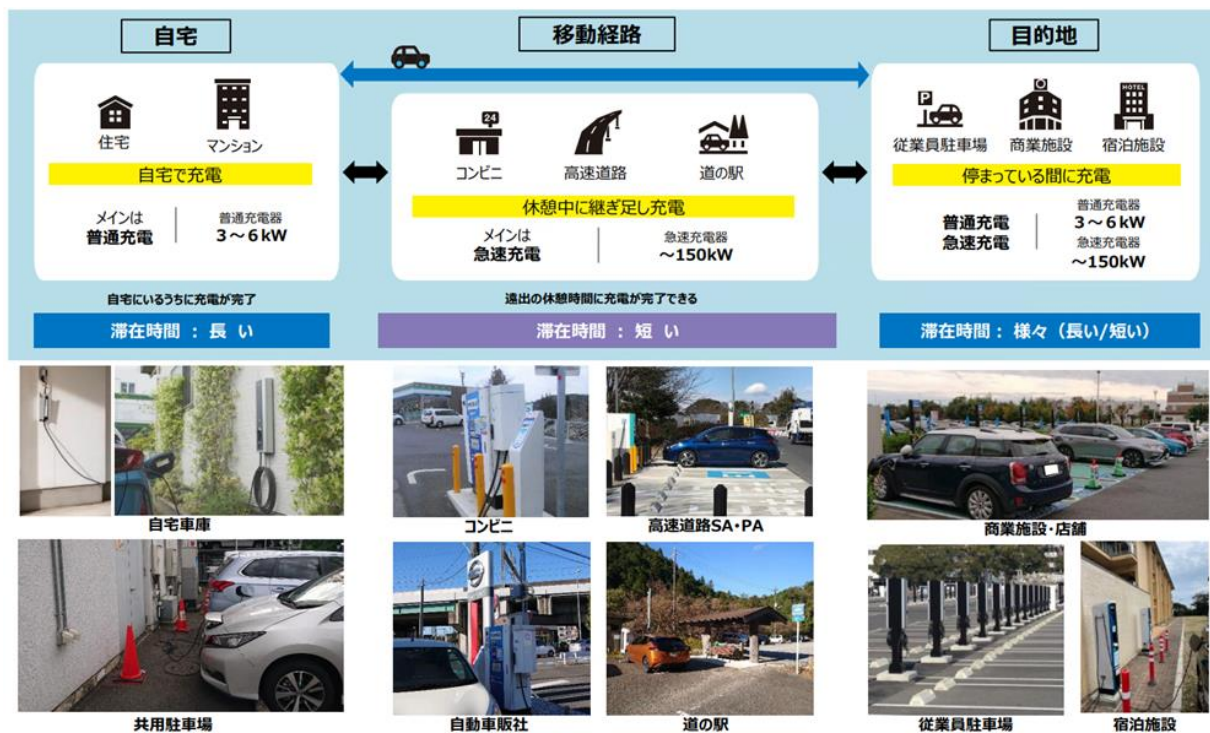 自宅
移動経路
目的地
住宅
マンション
自宅で充電
メインは
普通充電
普通充電器
3～6kW
自宅にいるうちに充電が完了
滞在時間 ： 長 い
24
コンビニ
高速道路
道の駅
休憩中に継ぎ足し充電
メインは
急速充電
急速充電器
～150kW
遠出の休憩時間に充電が完了できる
滞在時間 ： 短 い
P
HOTEL
従業員駐車場
商業施設
宿泊施設
停まっている間に充電
普通充電
急速充電
普通充電器
3～6kW
急速充電器
～150kW
滞在時間： 様々（長い/短い）
自宅車庫
コンビニ
高速道路SA・PA
商業施設・店舗
共用駐車場
自動車販社
道の駅
従業員駐車場
宿泊施設